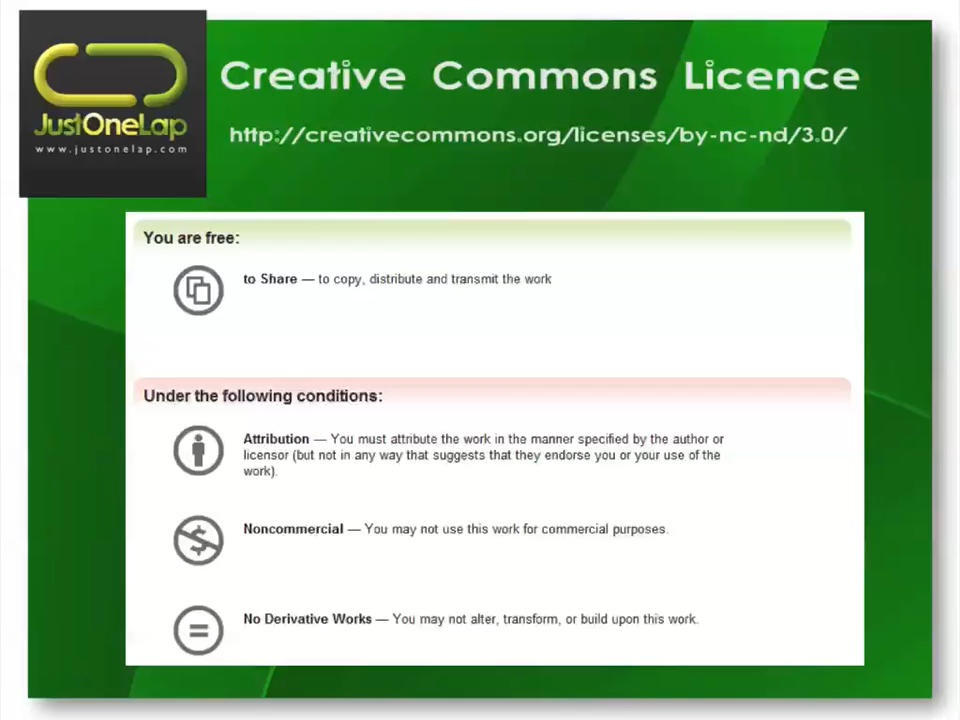 JustOneLap
www.justonelap.com
Creative Commons Licence
http://creativecommons.org/licenses/by-nc-nd/3.0/
You are free:
to Share — to copy, distribute and transmit the work
Under the following conditions:
Attribution — You must attribute the work in the manner specified by the author or
licensor (but not in any way that suggests that they endorse you or your use of the
work).
Noncommercial — You may not use this work for commercial purposes.
No Derivative Works — You may not alter, transform, or build upon this work.